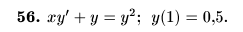 56. xy′ + y = y²; y(1) = 0,5.